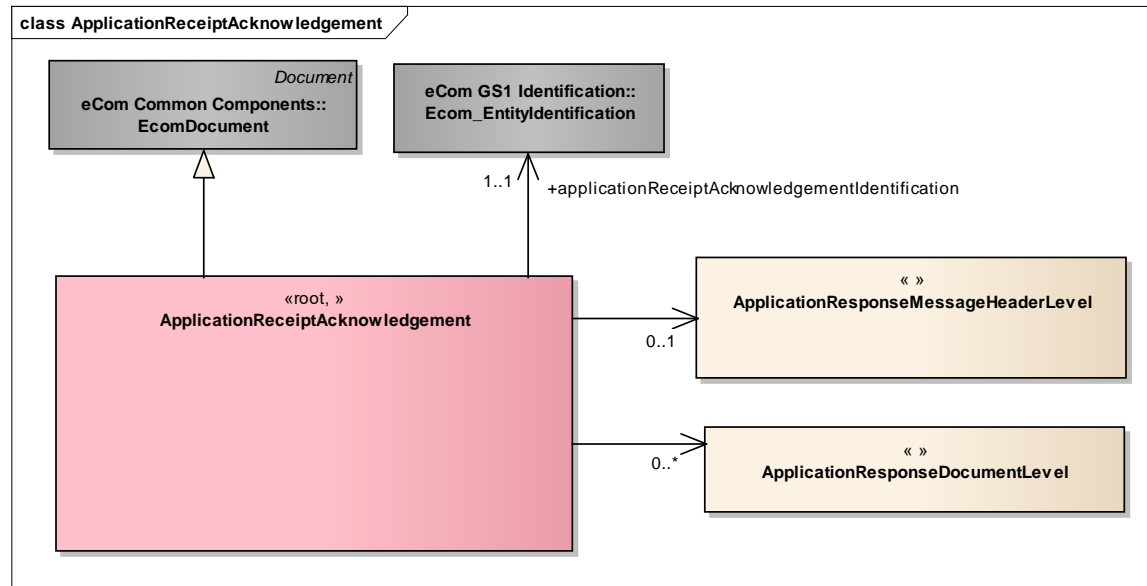 class ApplicationReceiptAcknowledgement
Document
eCom Common Components::
EcomDocument
eCom GS1 Identification::
Ecom_EntityIdentification
1..1
+applicationReceiptAcknowledgementIdentification
«root, »
ApplicationReceiptAcknowledgement
« »
ApplicationResponseMessageHeaderLevel
0..1
« »
ApplicationResponseDocumentLevel
0..*